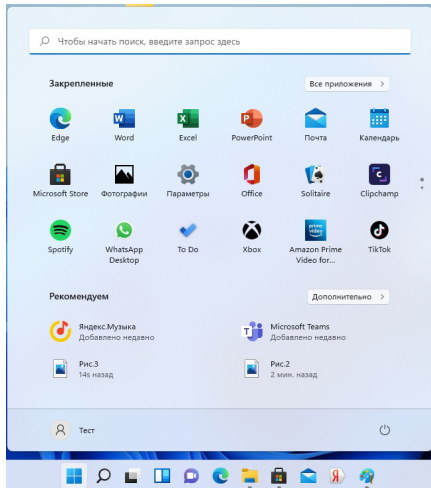 Чтобы начать поиск, введите запрос здесь
Закрепленные
Все приложения >
Edge
Word
Excel
PowerPoint
Почта
Календарь
Microsoft Store
Фотографии
Параметры
Office
Solitaire
Clipchamp
Spotify
WhatsApp
Desktop
To Do
Xbox
prime video
Amazon Prime
Video for...
TikTok
Рекомендуем
Дополнительно >
Яндекс.Музыка
Добавлено недавно
Microsoft Teams
Добавлено недавно
Рис.3
14s назад
Рис.2
2 мин. назад
Тест